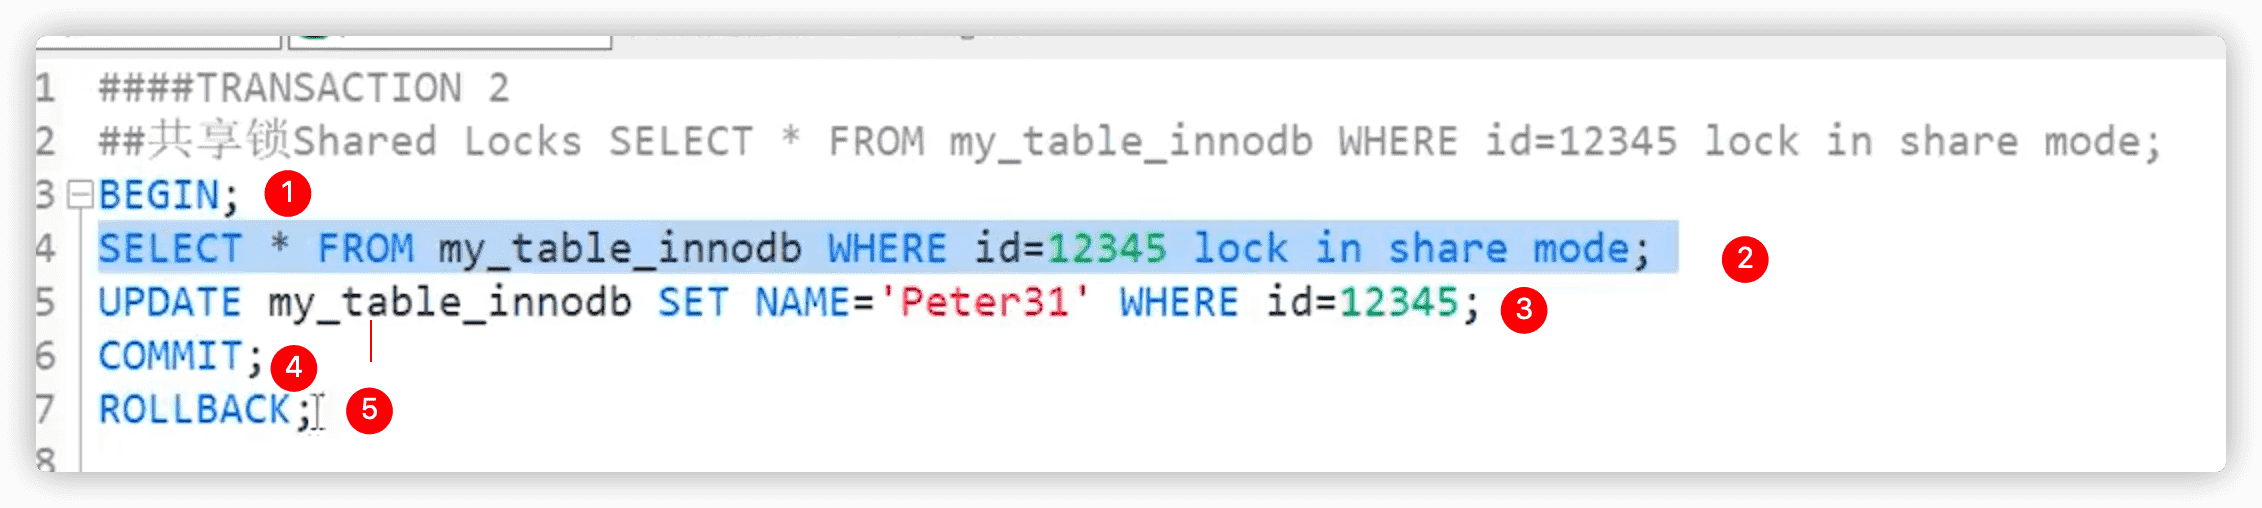 1 ####TRANSACTION 2
2 ##共享锁Shared Locks SELECT * FROM my_table_innodb WHERE id=12345 lock in share mode;
3 BEGIN; 1
4 SELECT * FROM my_table_innodb WHERE id=12345 lock in share mode; 2
5 UPDATE my_table_innodb SET NAME='Peter31' WHERE id=12345; 3
6 COMMIT; 4
7 ROLLBACK; 5
8